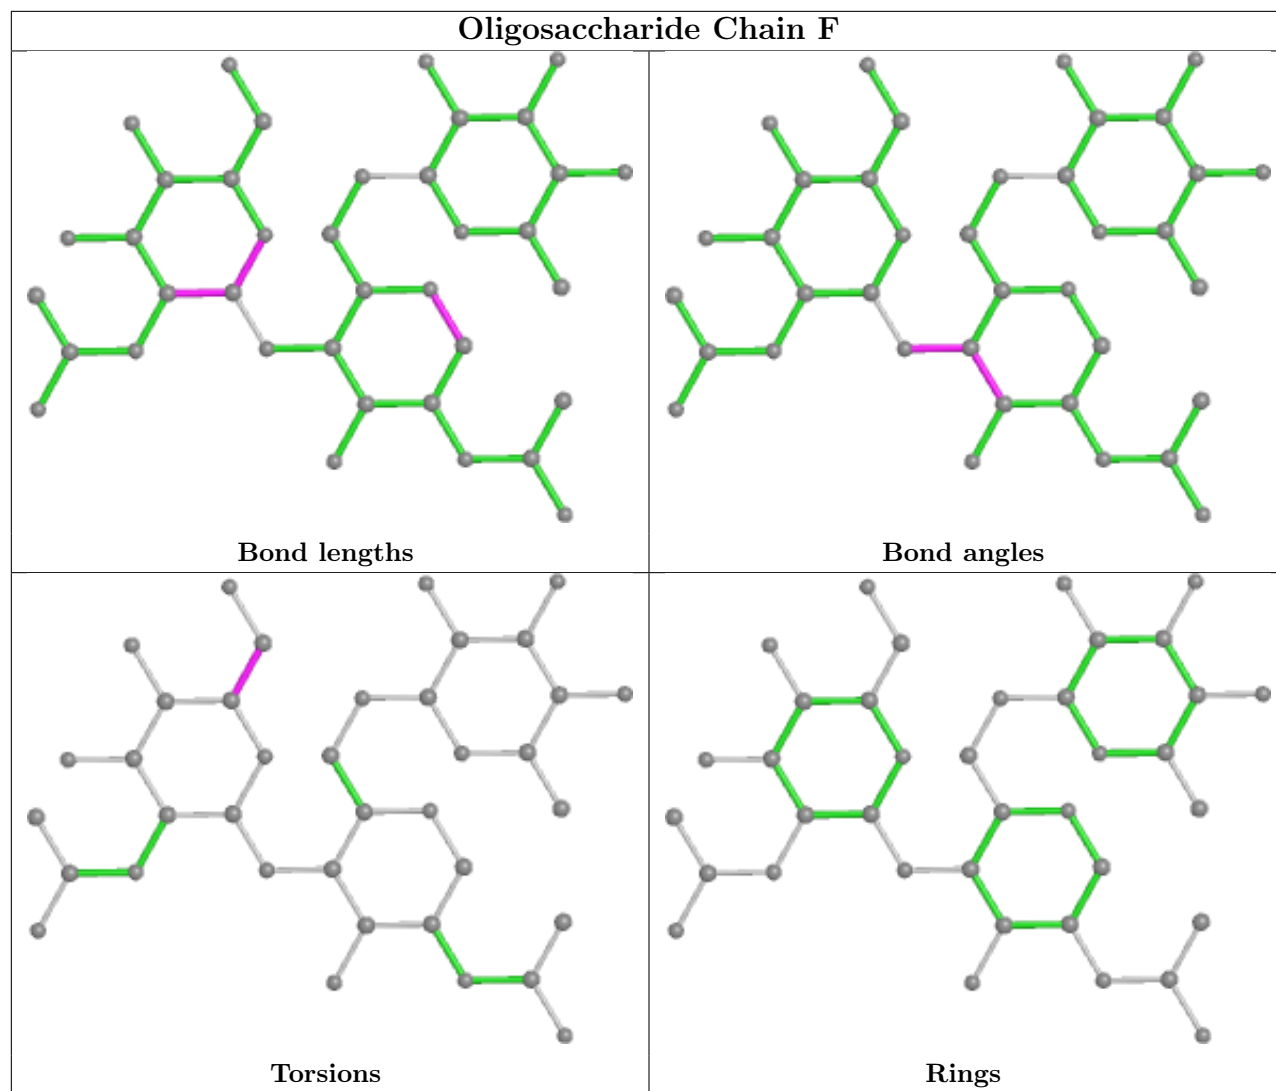 Oligosaccharide Chain F
Bond lengths
Bond angles
Torsions
Rings